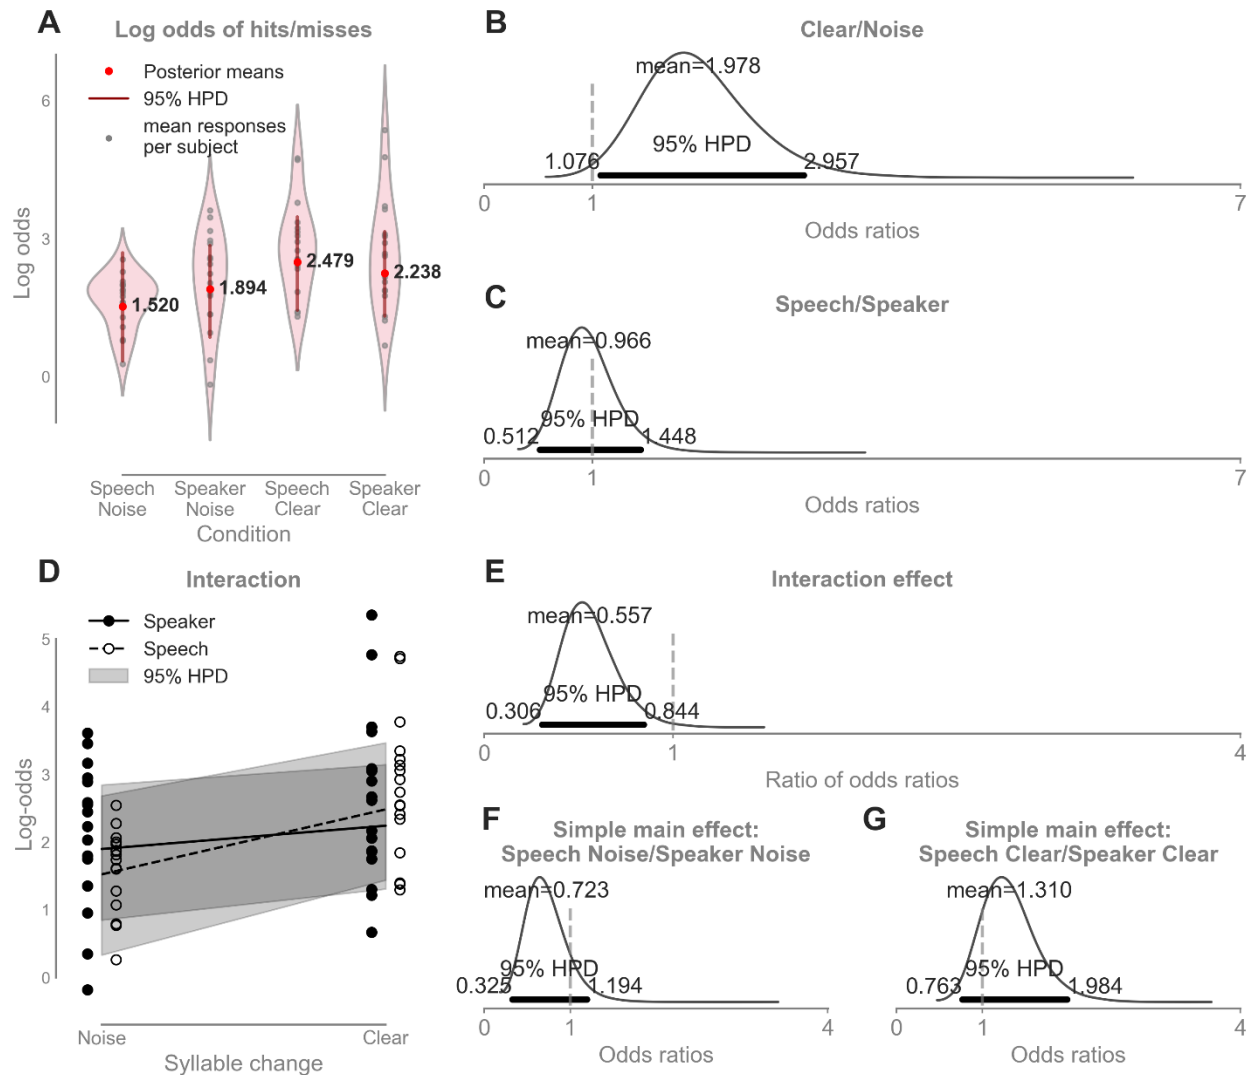 A
Log odds of hits/misses
Posterior means
95% HPD
mean responses
per subject
6
3
0
Log odds
1.520
1.894
2.479
2.238
Speech
Noise
Speaker
Noise
Speech
Clear
Speaker
Clear
Condition
B
Clear/Noise
mean=1.978
95% HPD
1.076
2.957
0
1
7
Odds ratios
C
Speech/Speaker
mean=0.966
95% HPD
0.512
1.448
0
1
7
Odds ratios
D
Interaction
Speaker
Speech
95% HPD
5
4
3
2
1
0
Log-odds
Noise
Clear
Syllable change
E
Interaction effect
mean=0.557
95% HPD
0.306
0.844
0
1
4
Ratio of odds ratios
F
Simple main effect:
Speech Noise/Speaker Noise
mean=0.723
95% HPD
0.325
1.194
0
1
4
Odds ratios
G
Simple main effect:
Speech Clear/Speaker Clear
mean=1.310
95% HPD
0.763
1.984
0
1
4
Odds ratios